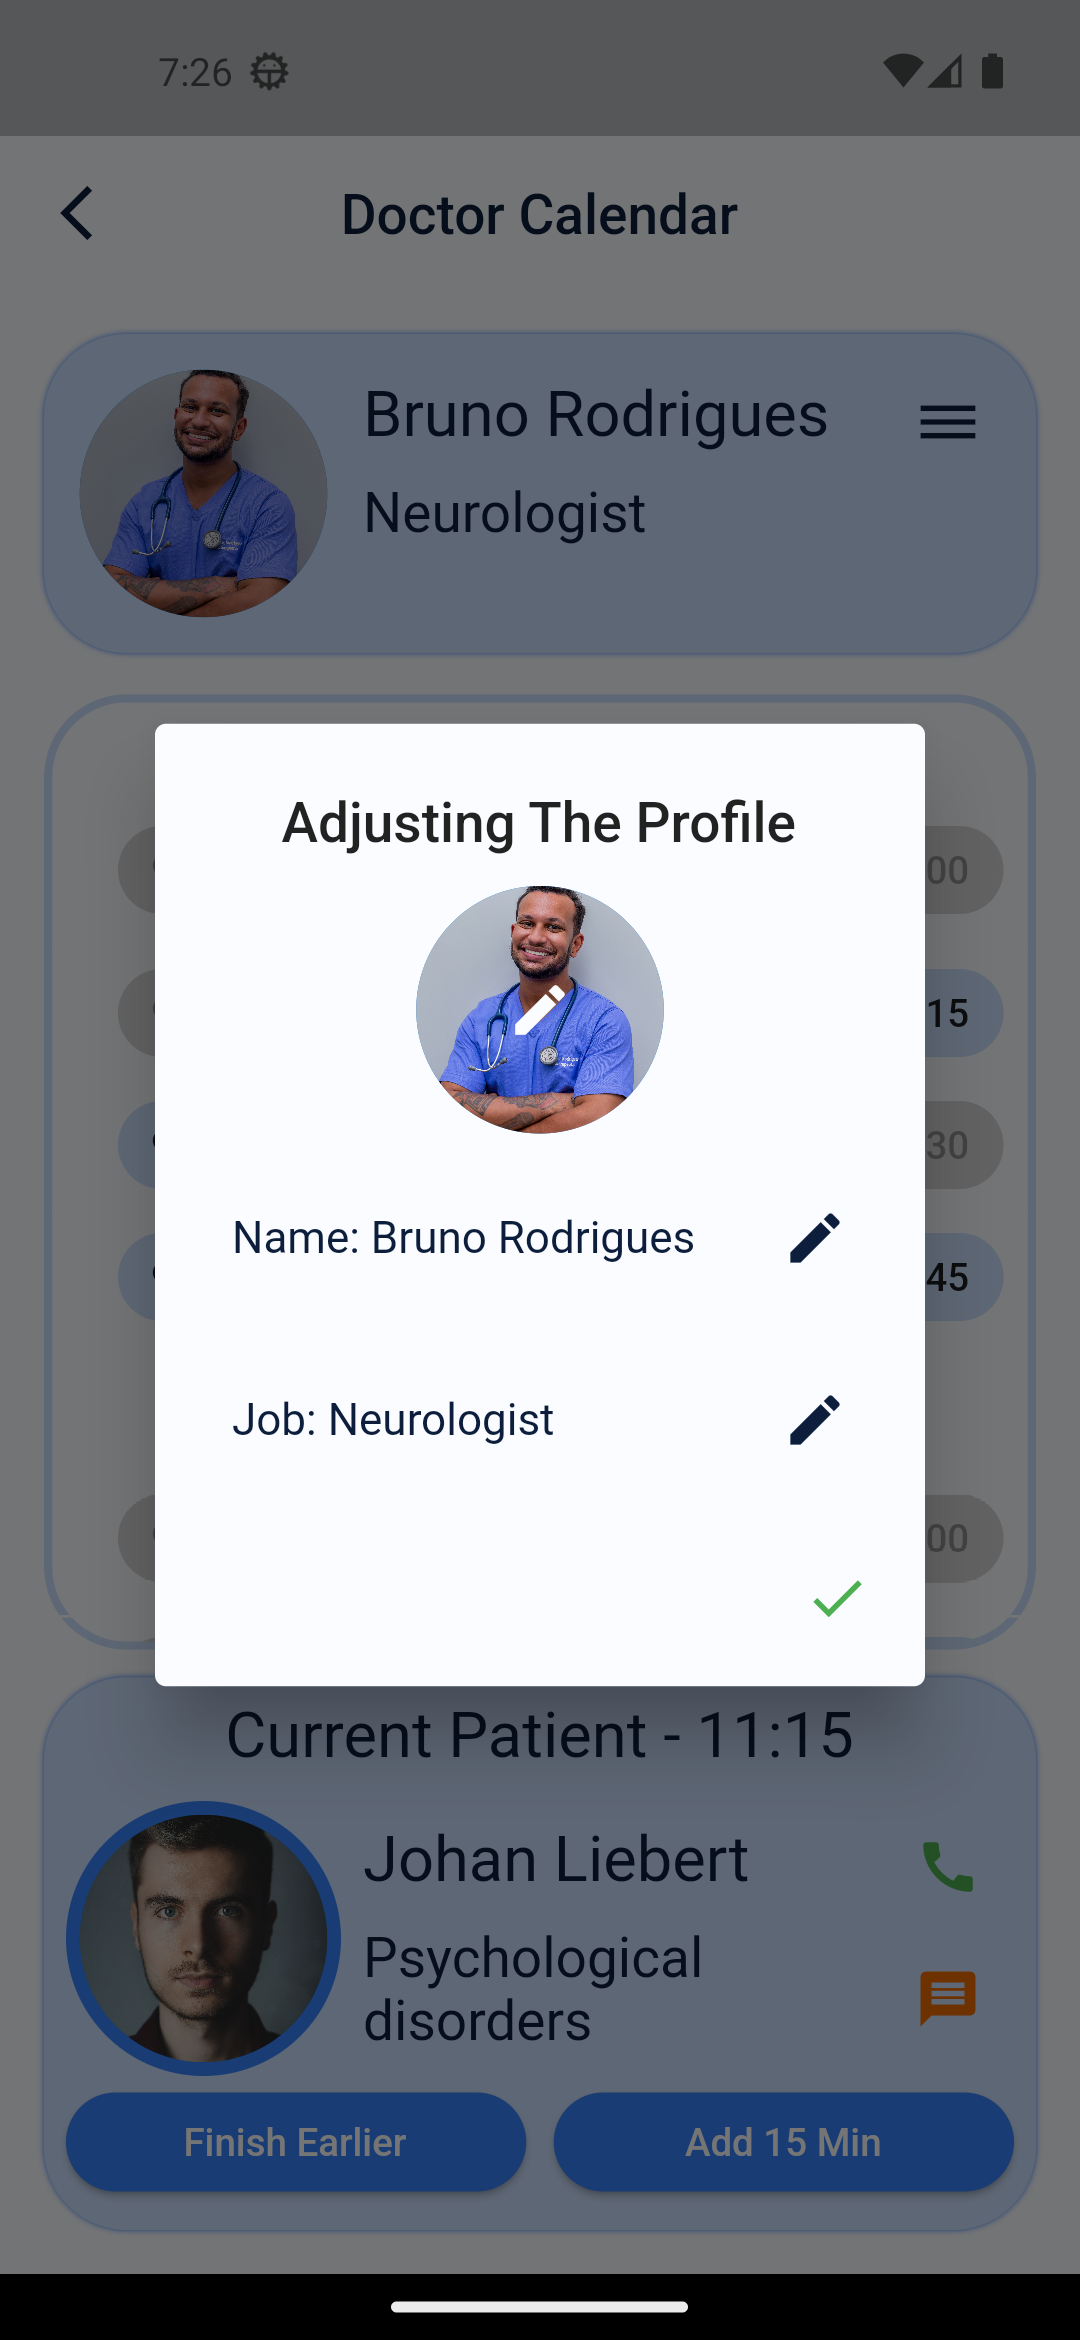 7:26
Doctor Calendar
Bruno Rodrigues
Neurologist
Adjusting The Profile
00
15
Name: Bruno Rodrigues
30
45
Job: Neurologist
00
Current Patient - 11:15
Johan Liebert
Psychological
disorders
Finish Earlier
Add 15 Min